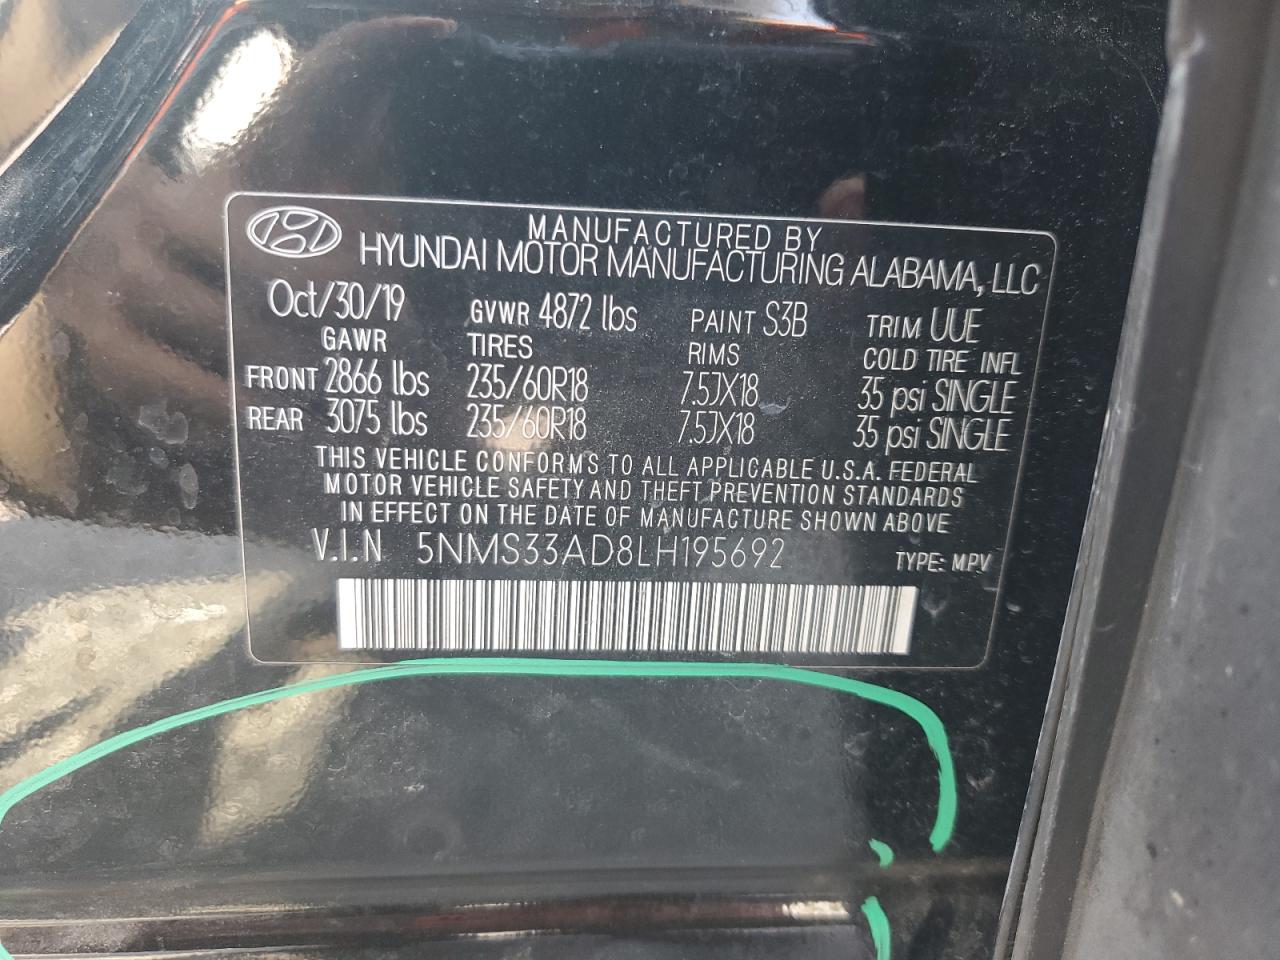 MANUFACTURED BY
HYUNDAI MOTOR MANUFACTURING ALABAMA, LLC
Oct/30/19 GVWR 4872 lbs PAINT S3B TRIM UUE
GAWR TIRES RIMS COLD TIRE INFL
FRONT 2866 lbs 235/60R18 7.5JX18 35 psi SINGLE
REAR 3075 lbs 235/60R18 7.5JX18 35 psi SINGLE
THIS VEHICLE CONFORMS TO ALL APPLICABLE U.S.A. FEDERAL
MOTOR VEHICLE SAFETY AND THEFT PREVENTION STANDARDS
IN EFFECT ON THE DATE OF MANUFACTURE SHOWN ABOVE
V.I.N 5NMS33AD8LH195692 TYPE: MPV